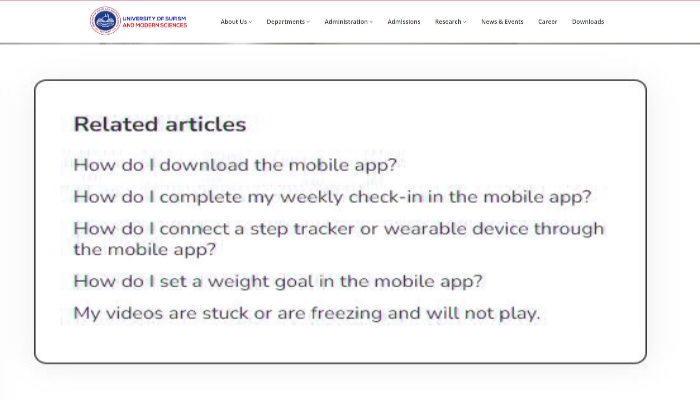 UNIVERSITY OF SUFISM
AND MODERN SCIENCES
About Us
Departments
Administration
Admissions
Research
News & Events
Career
Downloads
Related articles
How do I download the mobile app?
How do I complete my weekly check-in in the mobile app?
How do I connect a step tracker or wearable device through
the mobile app?
How do I set a weight goal in the mobile app?
My videos are stuck or are freezing and will not play.